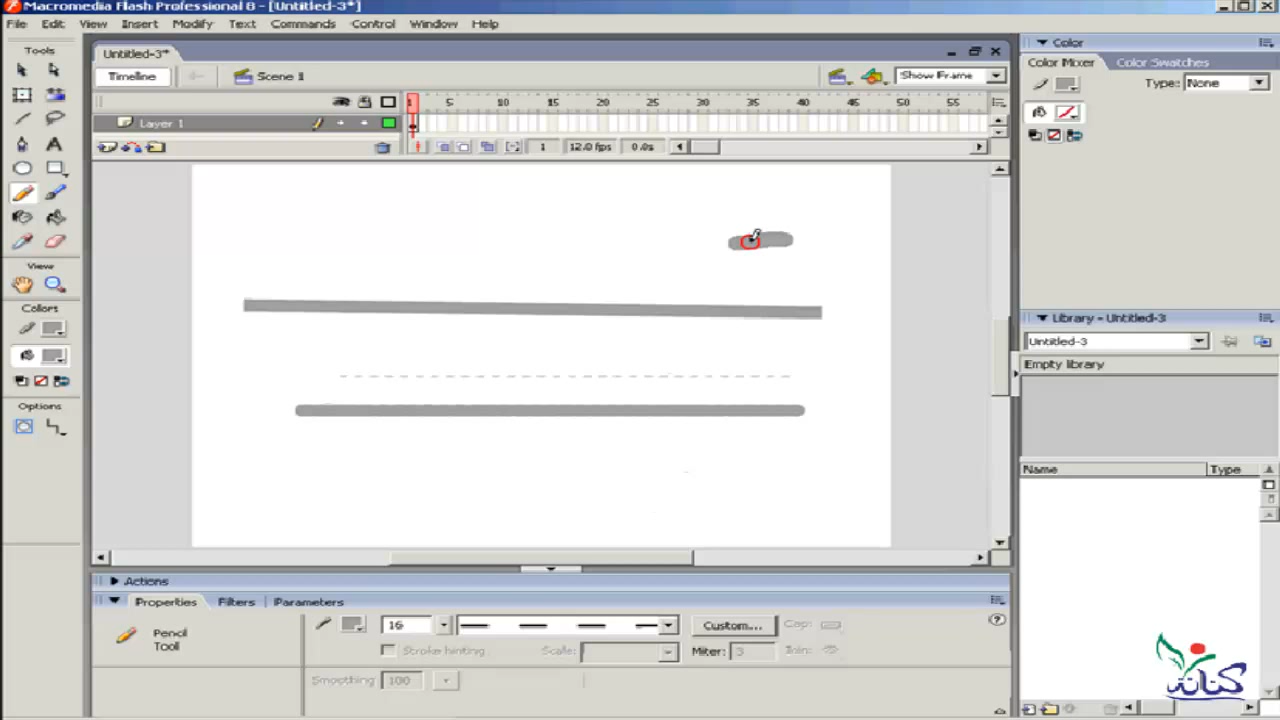 Macromedia Flash Professional 8 - [Untitled-3*]
File Edit View Insert Modify Text Commands Control Window Help
Tools
Untitled-3*
Timeline
Scene 1
Show Frame
1 5 10 15 20 25 30 35 40 45 50 55
Layer 1
1 12.0 fps 0.0s
View
Colors
Options
Color
Color Mixer Color Swatches
Type: None
Library - Untitled-3
Untitled-3
Empty library
Name Type
Actions
Properties Filters Parameters
Pencil
Tool
16
Custom...
Cap:
Stroke hinting
Scale:
Miter: 3
Join:
Smoothing 100
كنانة